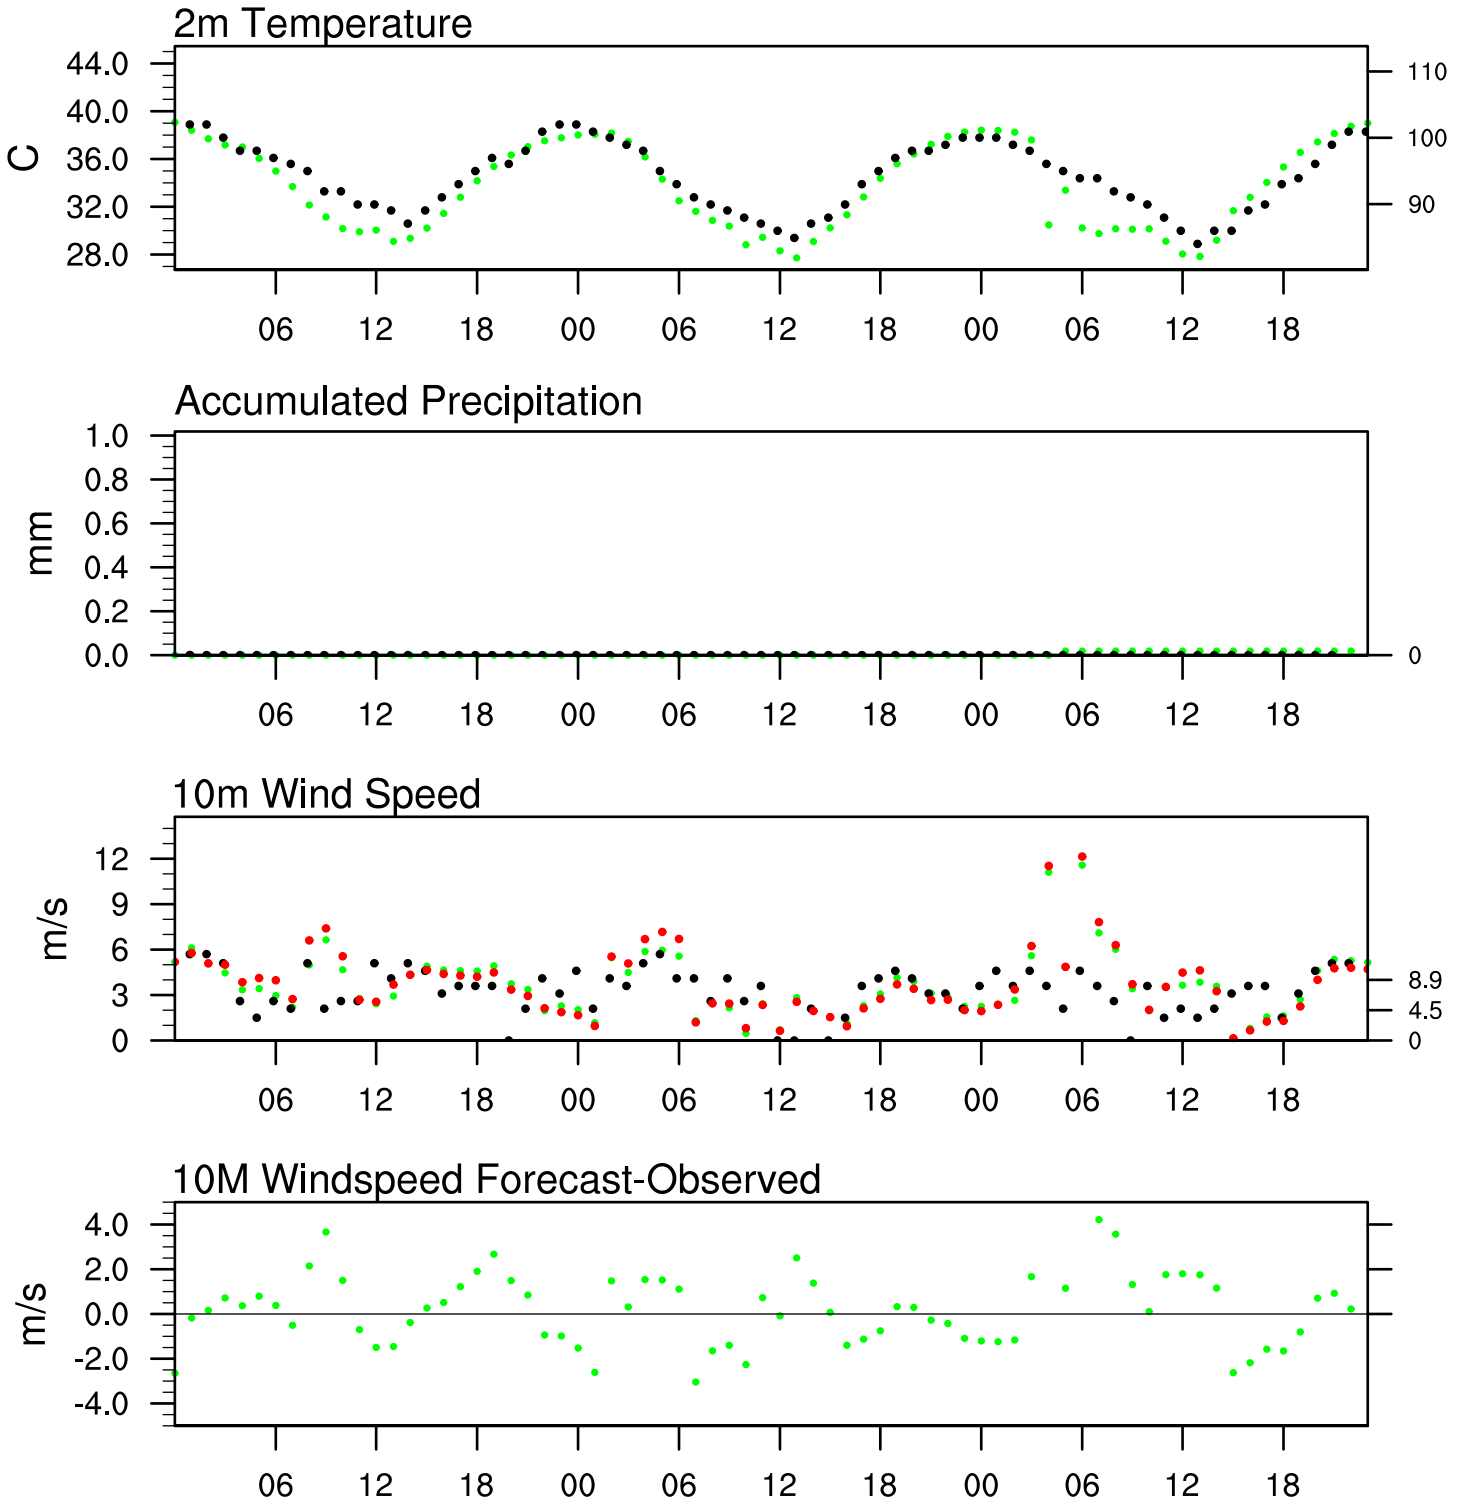 2m Temperature
44.0
40.0
36.0
32.0
28.0
C
110
100
90
06 12 18 00 06 12 18 00 06 12 18
Accumulated Precipitation
1.0
0.8
0.6
0.4
0.2
0.0
mm
0
06 12 18 00 06 12 18 00 06 12 18
10m Wind Speed
12
9
6
3
0
m/s
8.9
4.5
0
06 12 18 00 06 12 18 00 06 12 18
10M Windspeed Forecast-Observed
4.0
2.0
0.0
-2.0
-4.0
m/s
06 12 18 00 06 12 18 00 06 12 18